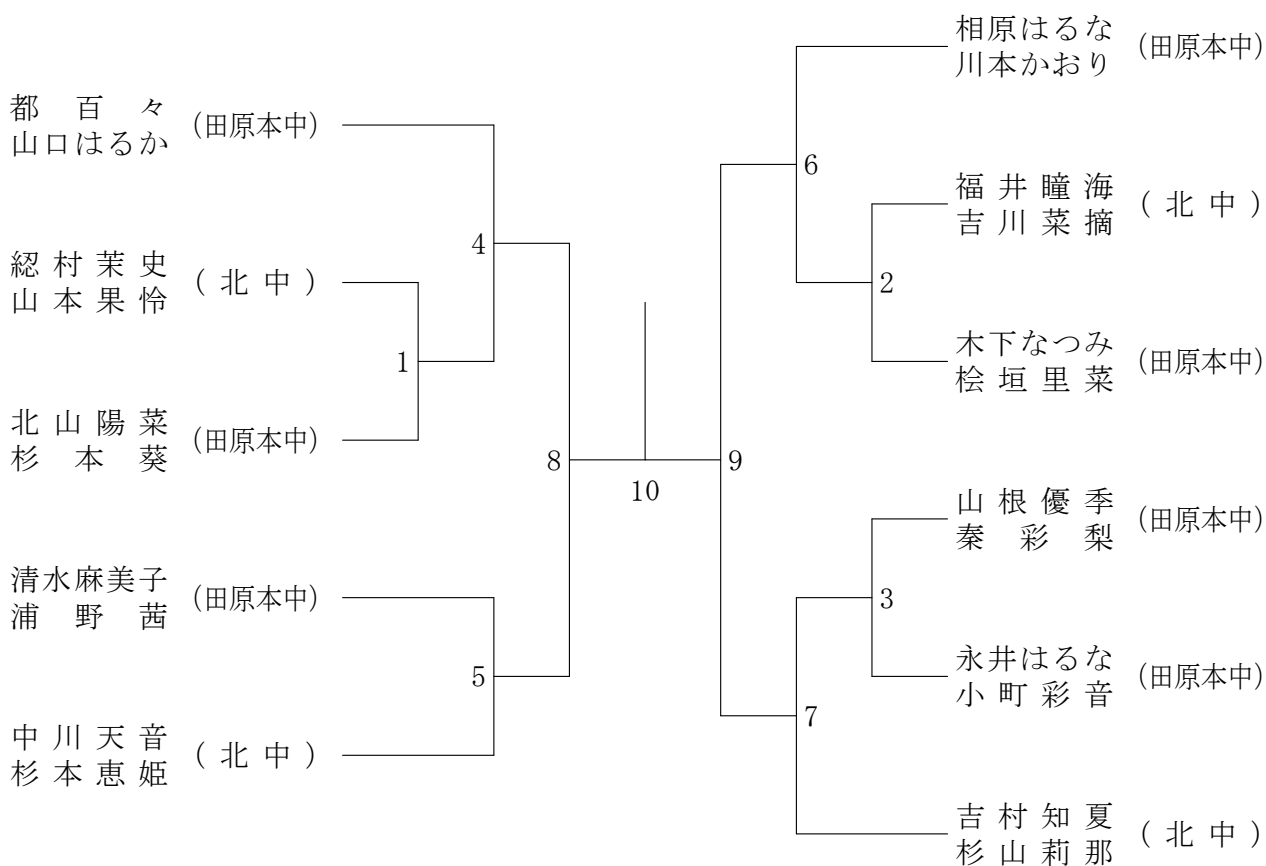 都百々
山口はるか
(田原本中)
綛村茉史
山本果怜
(北中)
北山陽菜
杉本葵
(田原本中)
清水麻美子
浦野茜
(田原本中)
中川天音
杉本恵姫
(北中)
1
4
5
8
10
9
6
2
3
7
相原はるな
川本かおり
(田原本中)
福井瞳海
吉川菜摘
(北中)
木下なつみ
桧垣里菜
(田原本中)
山根優季
秦彩梨
(田原本中)
永井はるな
小町彩音
(田原本中)
吉村知夏
杉山莉那
(北中)